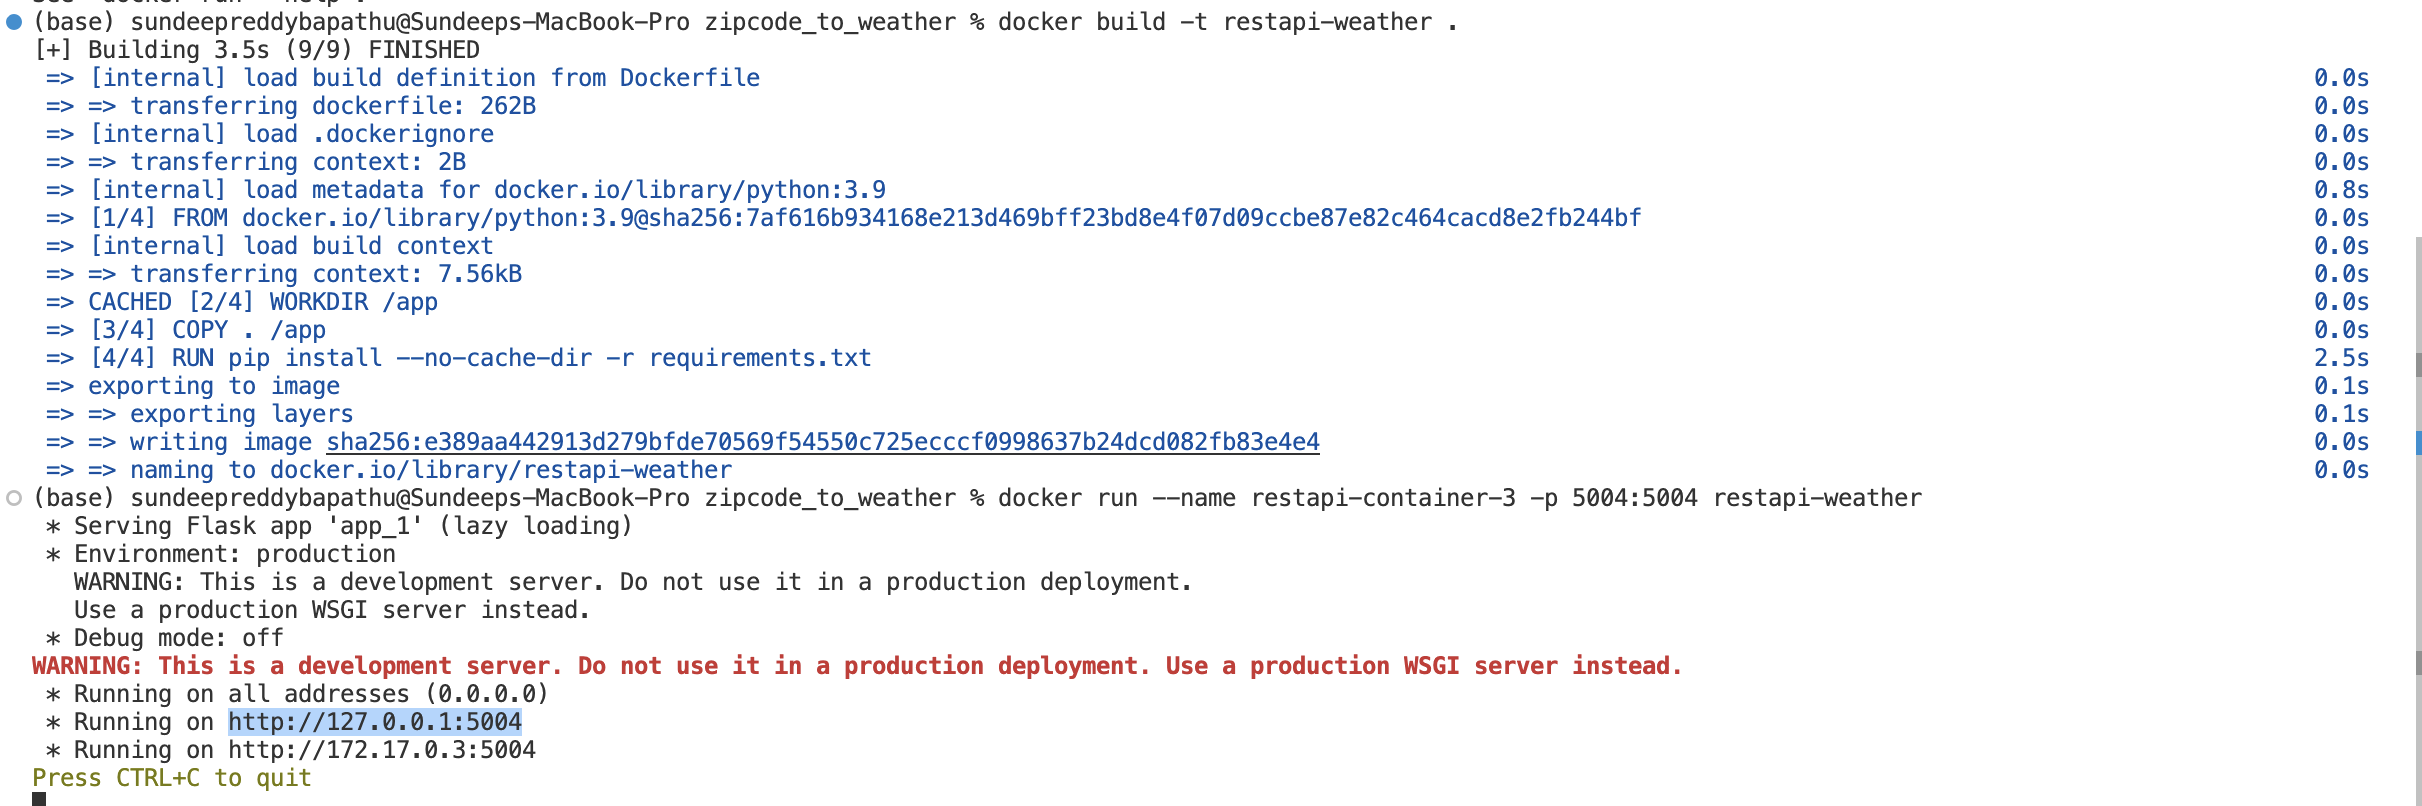 (base) sundeepreddybapathu@Sundeeps-MacBook-Pro zipcode_to_weather % docker build -t restapi-weather .
[+] Building 3.5s (9/9) FINISHED
=> [internal] load build definition from Dockerfile 0.0s
=> => transferring dockerfile: 262B 0.0s
=> [internal] load .dockerignore 0.0s
=> => transferring context: 2B 0.0s
=> [internal] load metadata for docker.io/library/python:3.9 0.8s
=> [1/4] FROM docker.io/library/python:3.9@sha256:7af616b934168e213d469bff23bd8e4f07d09ccbe87e82c464cacd8e2fb244bf 0.0s
=> [internal] load build context 0.0s
=> => transferring context: 7.56kB 0.0s
=> CACHED [2/4] WORKDIR /app 0.0s
=> [3/4] COPY . /app 0.0s
=> [4/4] RUN pip install --no-cache-dir -r requirements.txt 2.5s
=> exporting to image 0.1s
=> => exporting layers 0.1s
=> => writing image sha256:e389aa442913d279bfde70569f54550c725ecccf0998637b24dcd082fb83e4e4 0.0s
=> => naming to docker.io/library/restapi-weather 0.0s
(base) sundeepreddybapathu@Sundeeps-MacBook-Pro zipcode_to_weather % docker run --name restapi-container-3 -p 5004:5004 restapi-weather
* Serving Flask app 'app_1' (lazy loading)
* Environment: production
WARNING: This is a development server. Do not use it in a production deployment.
Use a production WSGI server instead.
* Debug mode: off
WARNING: This is a development server. Do not use it in a production deployment. Use a production WSGI server instead.
* Running on all addresses (0.0.0.0)
* Running on http://127.0.0.1:5004
* Running on http://172.17.0.3:5004
Press CTRL+C to quit